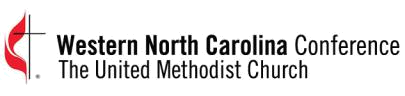 Western North Carolina Conference
The United Methodist Church
®